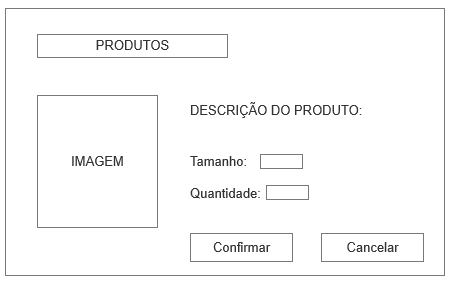 PRODUTOS
DESCRIÇÃO DO PRODUTO:
IMAGEM
Tamanho:
Quantidade:
Confirmar
Cancelar